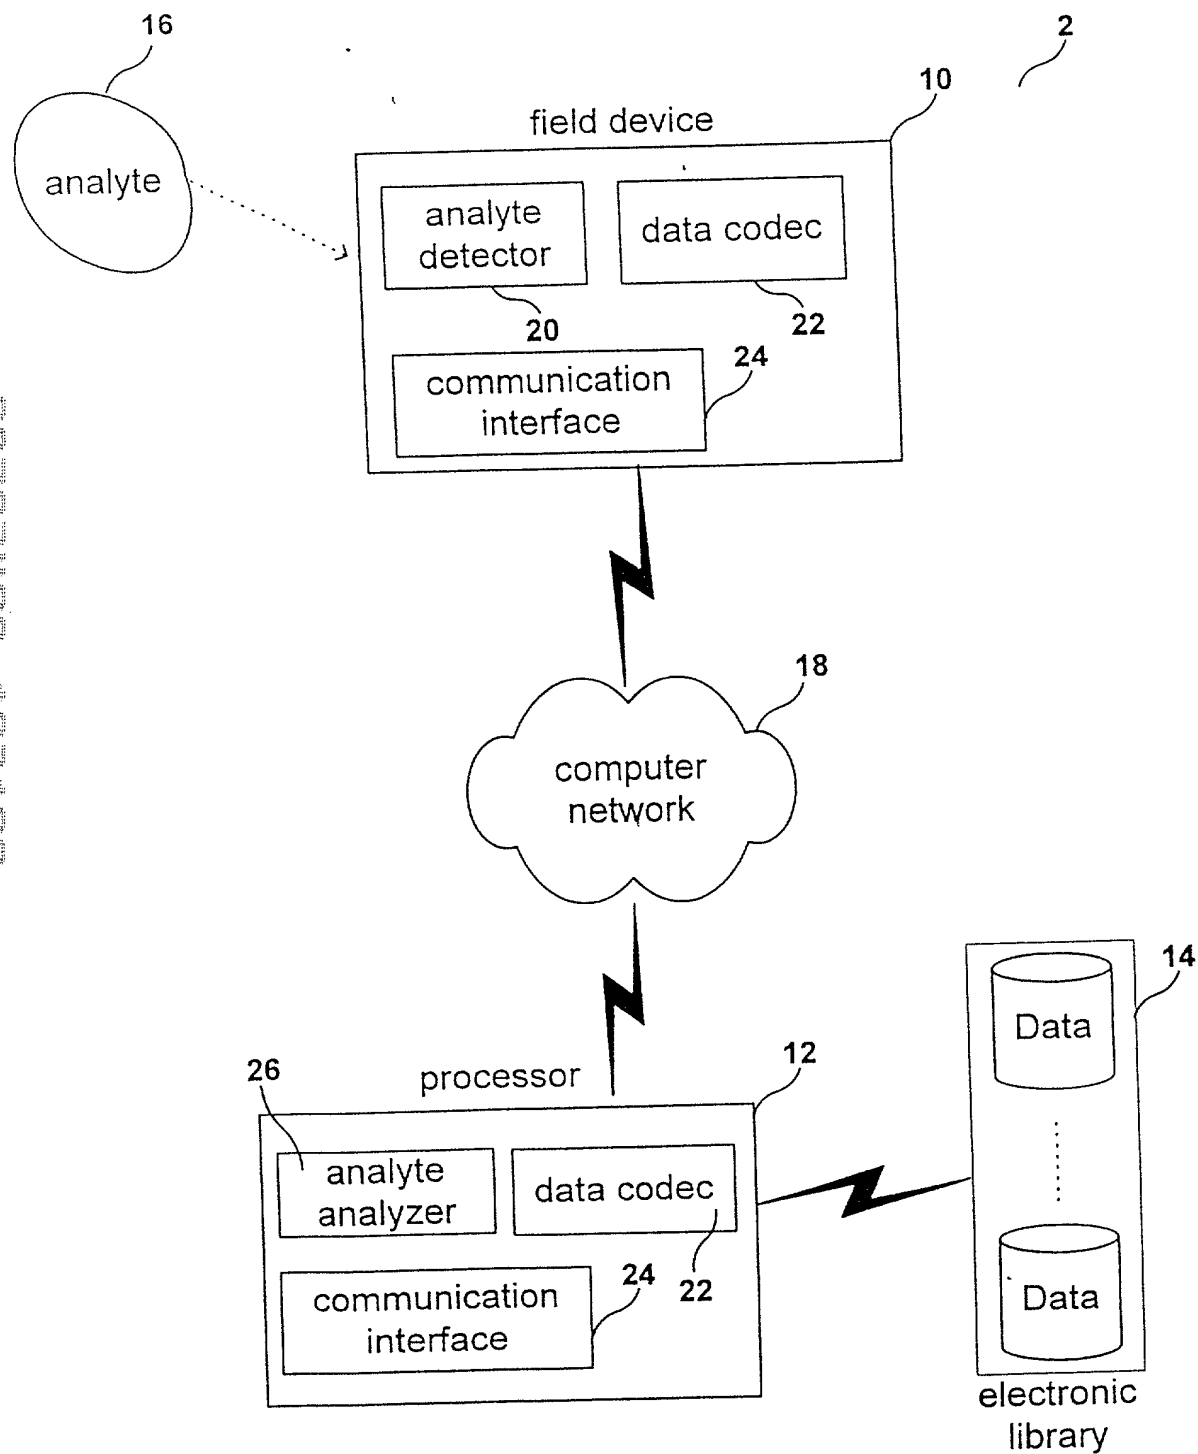 16
2
10
field device
analyte
analyte
detector
data codec
20
22
24
communication
interface
18
computer
network
14
Data
12
26
processor
analyte
analyzer
data codec
22
24
communication
interface
Data
electronic
library